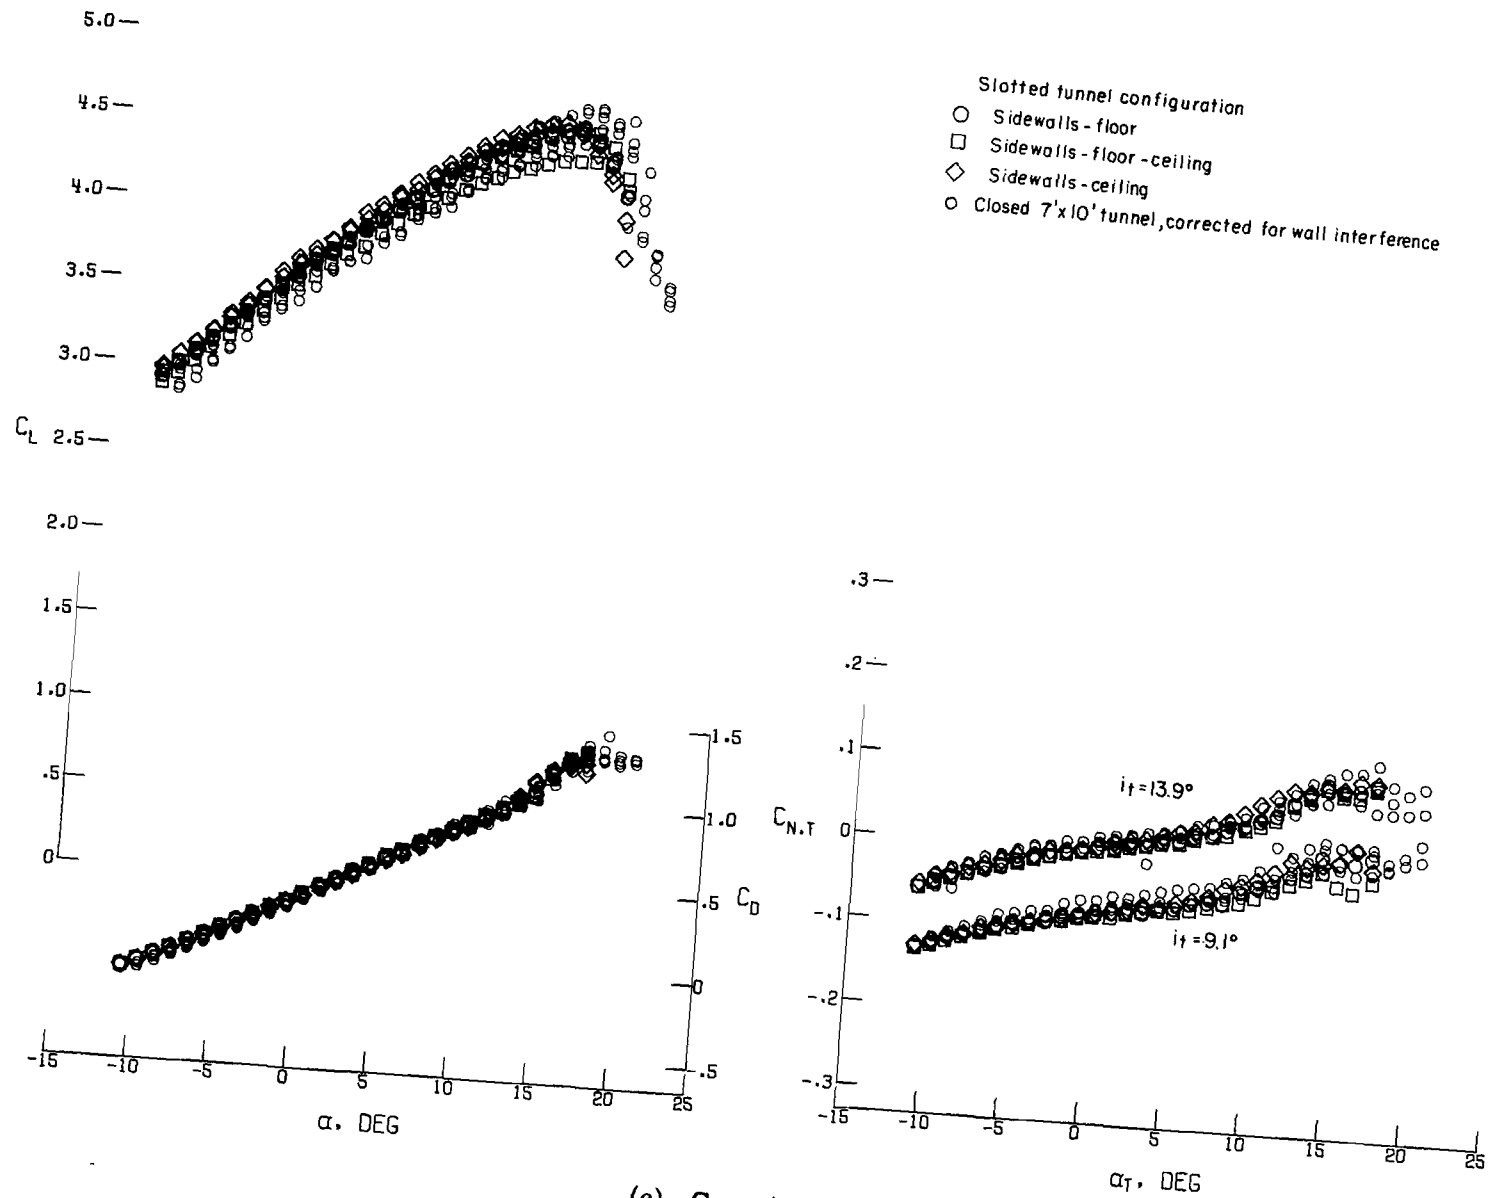 5.0
4.5
4.0
3.5
3.0
C_L 2.5
2.0
1.5
1.0
.5
0
-15 -10 -5 0 5 10 15 20 25
α, DEG
1.5
1.0
.5 C_D
0
-.5
Slotted tunnel configuration
Sidewalls-floor
Sidewalls-floor-ceiling
Sidewalls-ceiling
Closed 7'x10' tunnel, corrected for wall interference
.3
.2
.1
C_N.T 0
-.1
-.2
-.3
i_t=13.9°
i_t=9.1°
-15 -10 -5 0 5 10 15 20 25
α_T, DEG